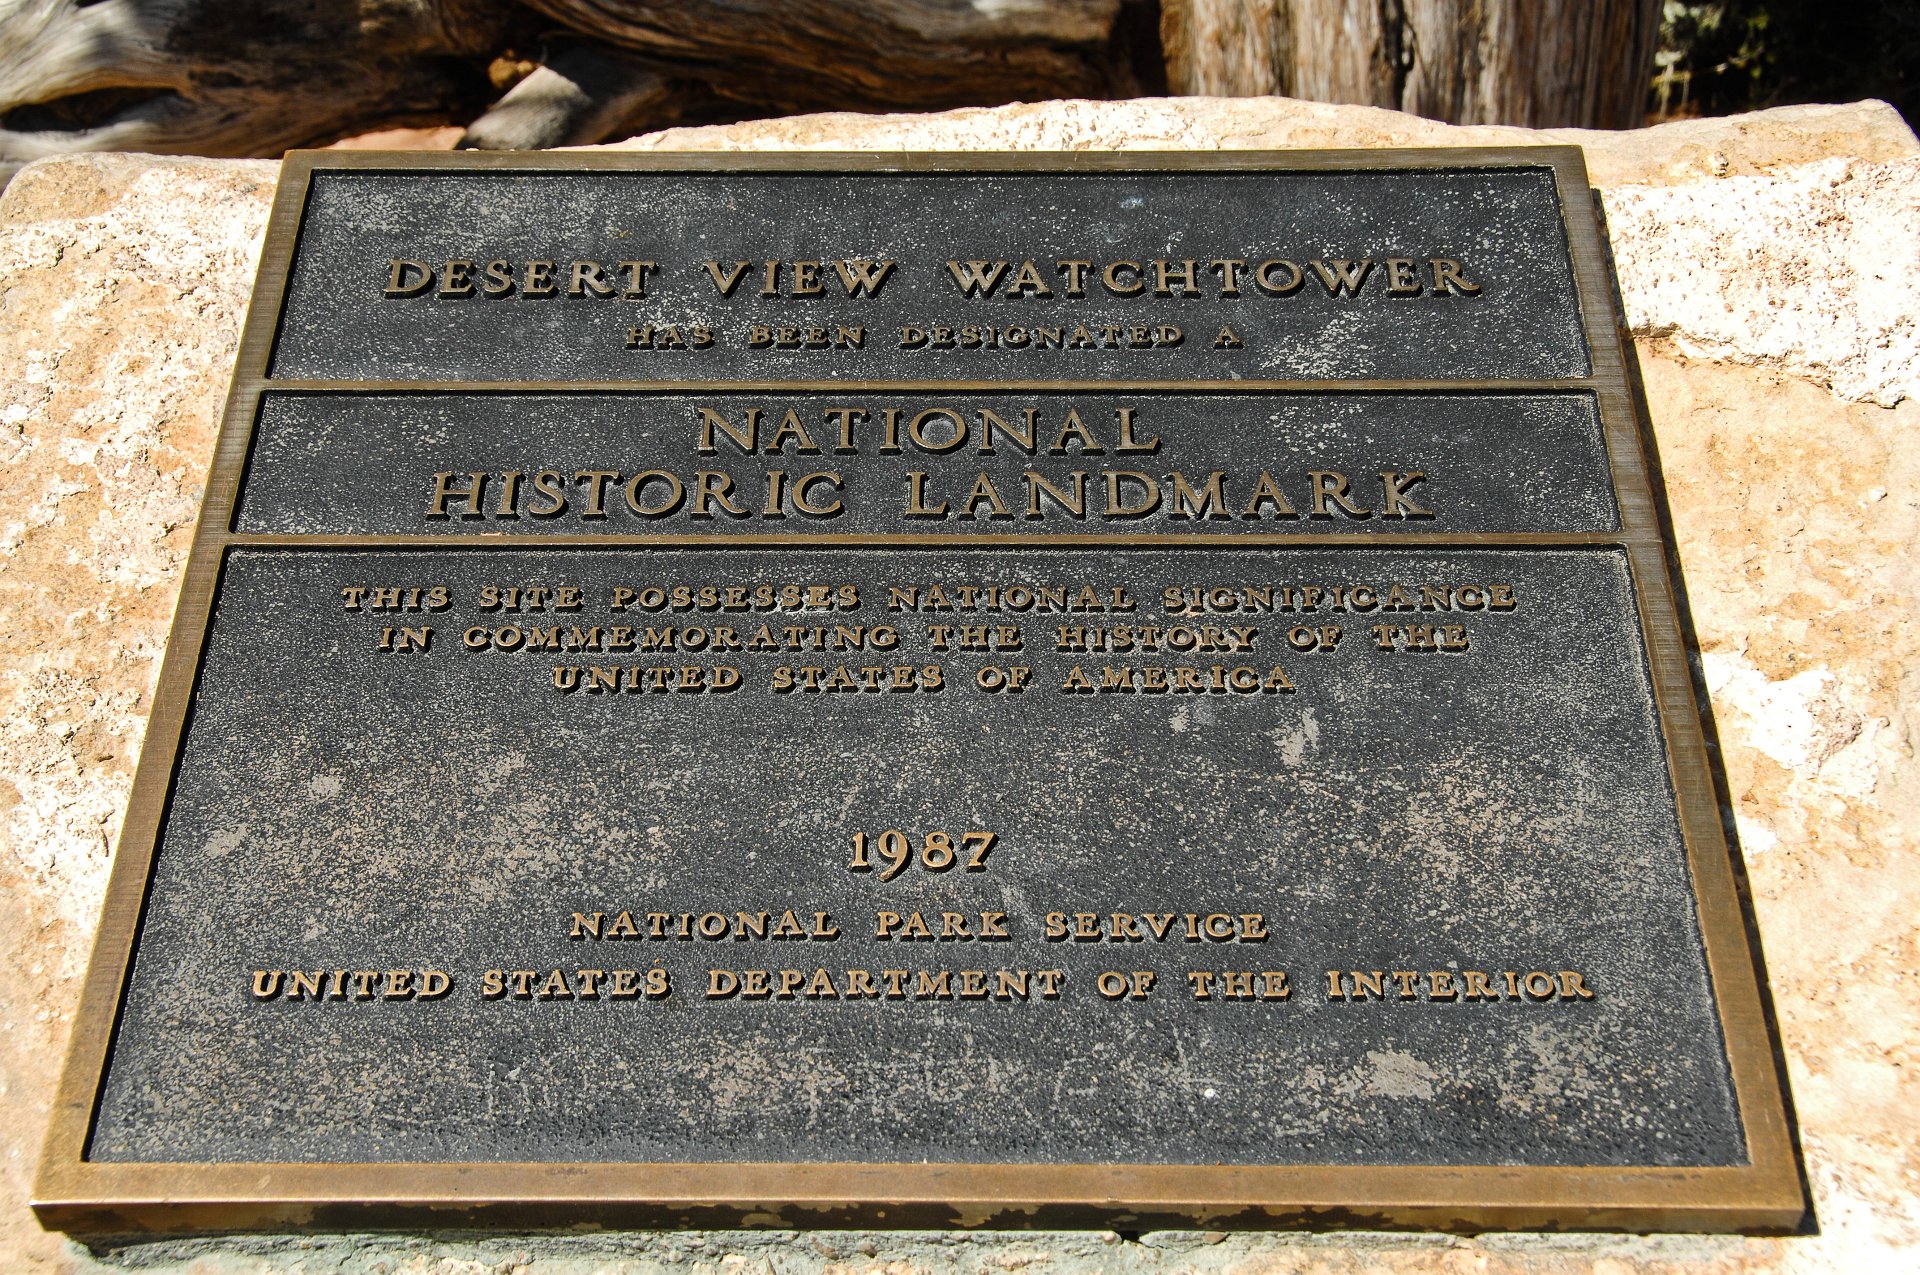 DESERT VIEW WATCHTOWER
HAS BEEN DESIGNATED A
NATIONAL
HISTORIC LANDMARK
THIS SITE POSSESSES NATIONAL SIGNIFICANCE
IN COMMEMORATING THE HISTORY OF THE
UNITED STATES OF AMERICA
1987
NATIONAL PARK SERVICE
UNITED STATES DEPARTMENT OF THE INTERIOR